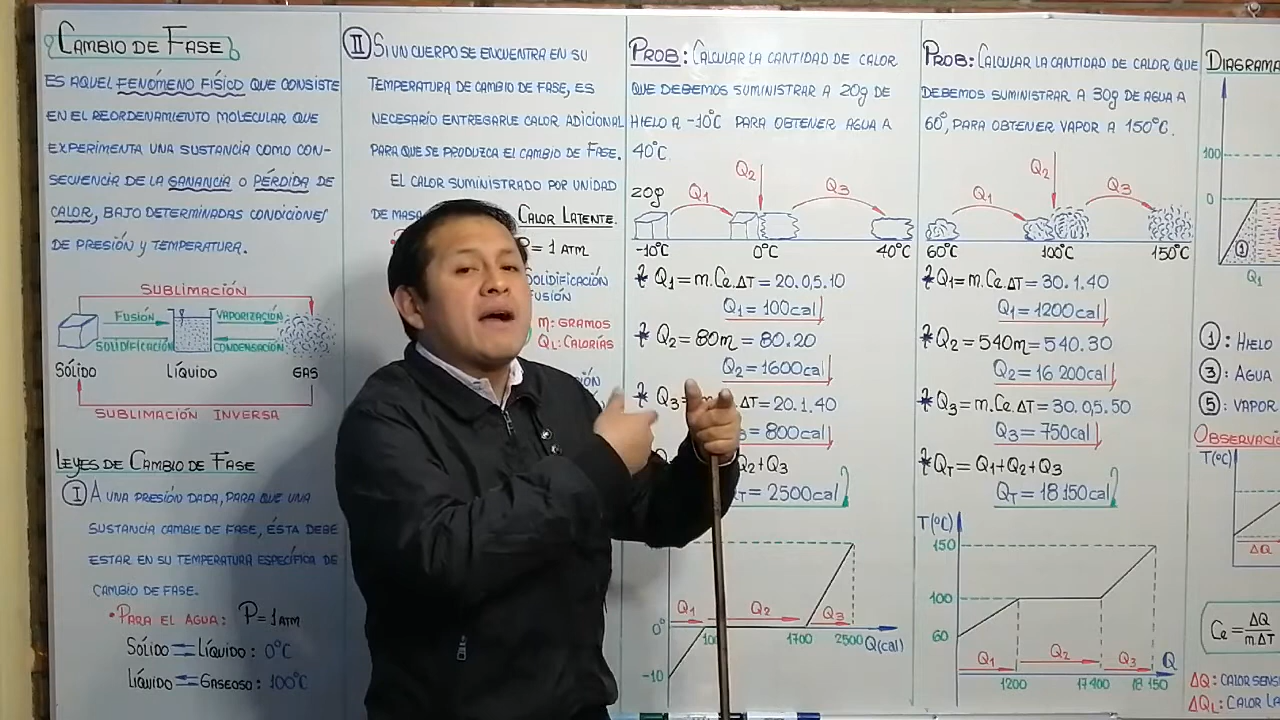 CAMBIO DE FASE
ES AQUEL FENÓMENO FÍSICO QUE CONSISTE
EN EL REORDENAMIENTO MOLECULAR QUE
EXPERIMENTA UNA SUSTANCIA COMO CON-
SECUENCIA DE LA GANANCIA O PÉRDIDA DE
CALOR, BAJO DETERMINADAS CONDICIONES
DE PRESIÓN Y TEMPERATURA.
SUBLIMACIÓN
FUSIÓN
VAPORIZACIÓN
SOLIDIFICACIÓN
CONDENSACIÓN
SÓLIDO
LÍQUIDO
GAS
SUBLIMACIÓN INVERSA
LEYES DE CAMBIO DE FASE
I A UNA PRESIÓN DADA, PARA QUE UNA
SUSTANCIA CAMBIE DE FASE, ÉSTA DEBE
ESTAR EN SU TEMPERATURA ESPECÍFICA DE
CAMBIO DE FASE.
• PARA EL AGUA: P=1 ATM
SÓLIDO ⇌ LÍQUIDO: 0°C
LÍQUIDO ⇌ GASEOSO: 100°C
II SI UN CUERPO SE ENCUENTRA EN SU
TEMPERATURA DE CAMBIO DE FASE, ES
NECESARIO ENTREGARLE CALOR ADICIONAL
PARA QUE SE PRODUZCA EL CAMBIO DE FASE.
EL CALOR SUMINISTRADO POR UNIDAD
DE MASA CALOR LATENTE.
= 1 ATM
SOLIDIFICACIÓN
FUSIÓN
m: GRAMOS
QL: CALORÍAS
PROB: CALCULAR LA CANTIDAD DE CALOR
QUE DEBEMOS SUMINISTRAR A 20g DE
HIELO A -10°C PARA OBTENER AGUA A
40°C.
20g
Q1
Q2
Q3
-10°C
0°C
40°C
* Q1 = m.Ce.ΔT = 20.0,5.10
Q1 = 100cal
* Q2 = 80m = 80.20
Q2 = 1600cal
* Q3 = ΔT = 20.1.40
= 800cal
Q2+Q3
= 2500cal
Q1
Q2
Q3
0°
100
1700
2500
Q(cal)
-10
PROB: CALCULAR LA CANTIDAD DE CALOR QUE
DEBEMOS SUMINISTRAR A 30g DE AGUA A
60°, PARA OBTENER VAPOR A 150°C.
Q1
Q2
Q3
60°C
100°C
150°C
* Q1 = m.Ce.ΔT = 30.1.40
Q1 = 1200cal
* Q2 = 540m = 540.30
Q2 = 16 200cal
* Q3 = m.Ce.ΔT = 30.0,5.50
Q3 = 750cal
* QT = Q1+Q2+Q3
QT = 18 150cal
T(°C)
150
100
60
Q1
Q2
Q3
Q
1200
17 400
18 150
DIAGRAMA
100
0
1
Q1
1: HIELO
3: AGUA
5: VAPOR
OBSERVACI
T(°C)
ΔQ
Ce = ΔQ / m.ΔT
ΔQ: CALOR SENS
ΔQL: CALOR LA